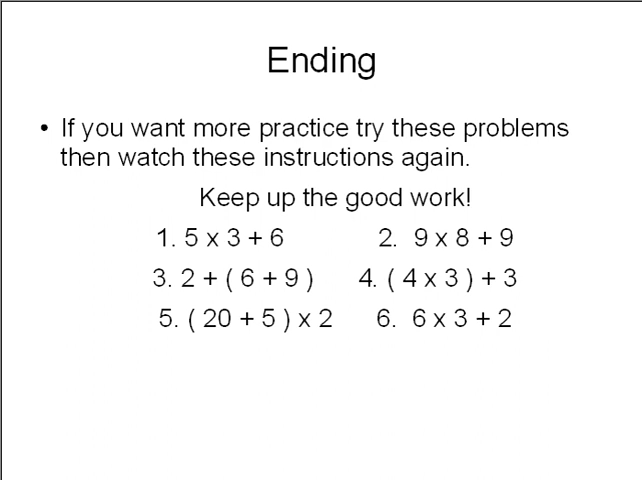 Ending
• If you want more practice try these problems
then watch these instructions again.
Keep up the good work!
1. 5 x 3 + 6 2. 9 x 8 + 9
3. 2 + ( 6 + 9 ) 4. ( 4 x 3 ) + 3
5. ( 20 + 5 ) x 2 6. 6 x 3 + 2